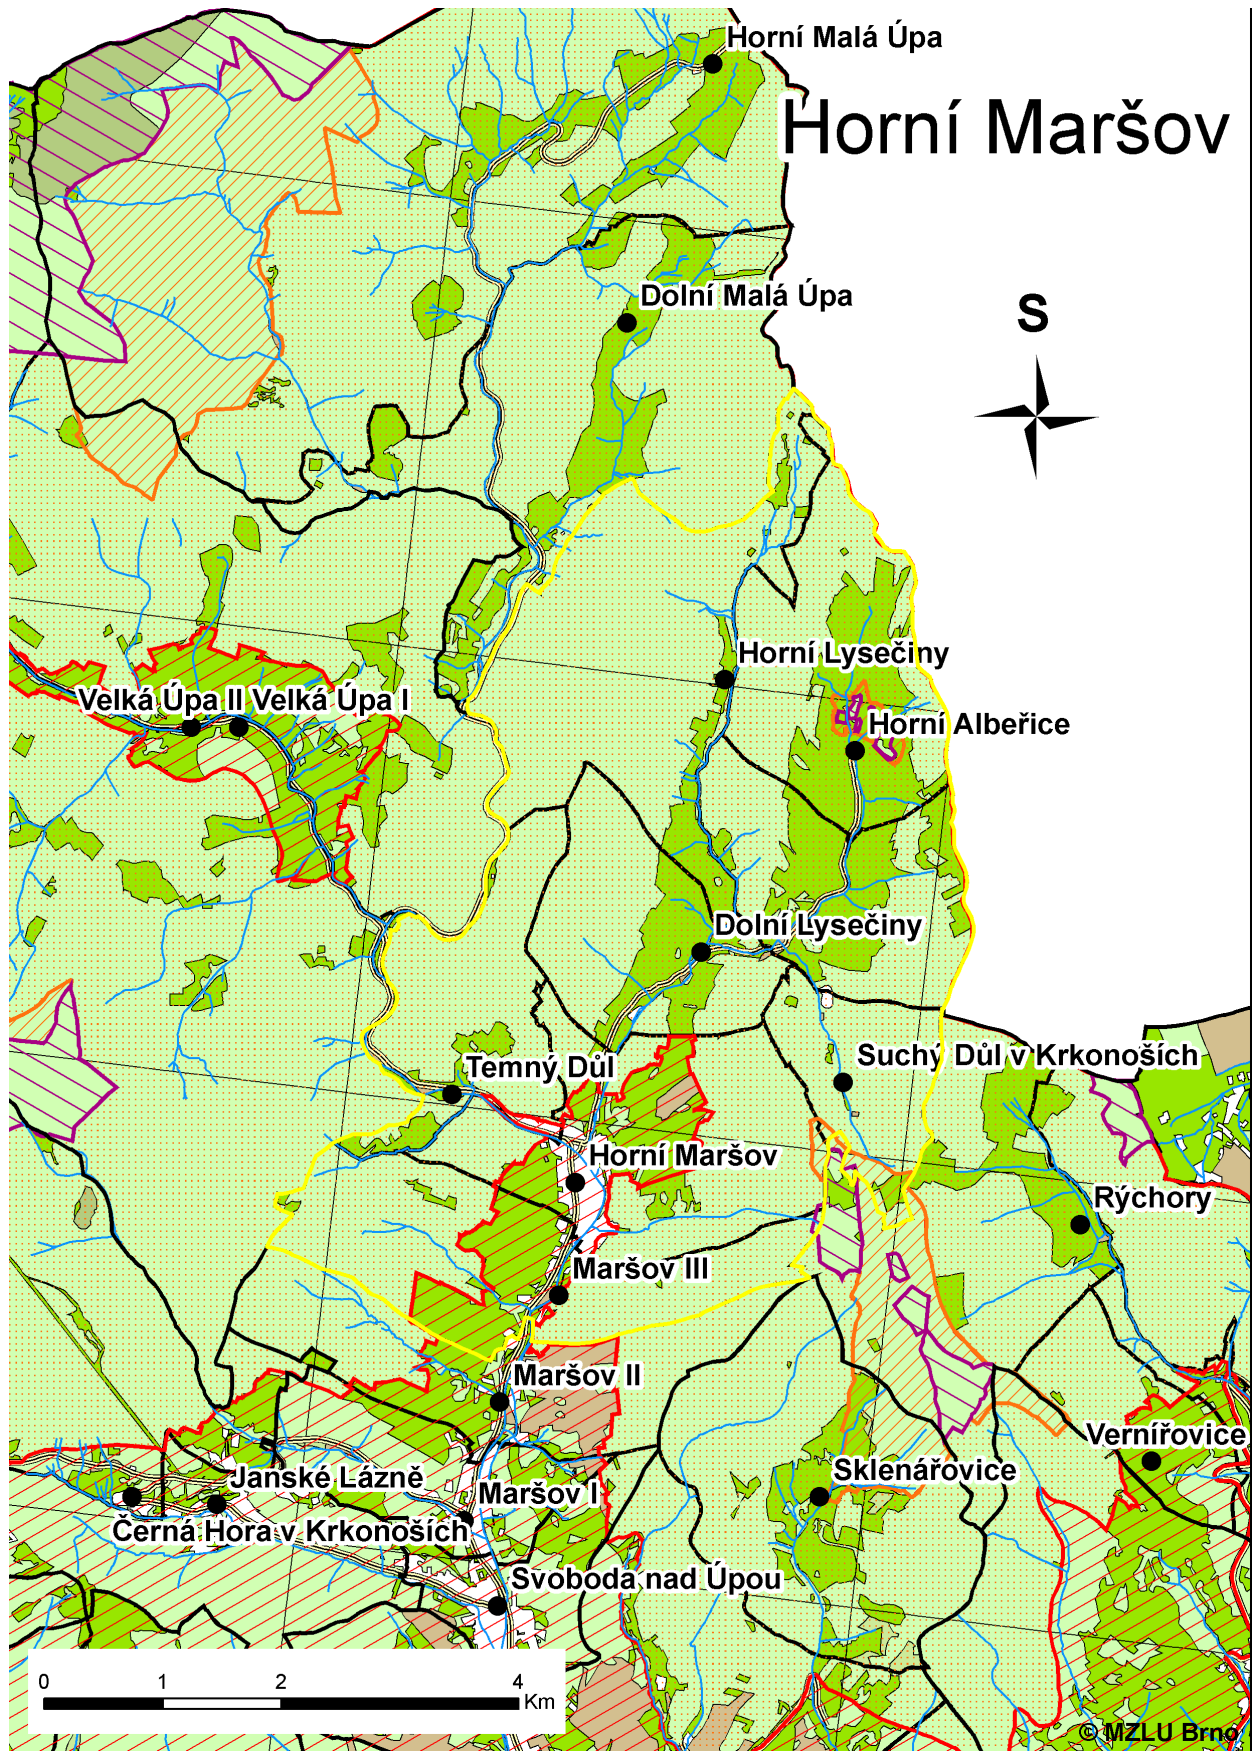 Horní Malá Úpa
Horní Maršov
Dolní Malá Úpa
S
Horní Lysečiny
Velká Úpa II Velká Úpa I
Horní Albeřice
Dolní Lysečiny
Suchý Důl v Krkonoších
Temný Důl
Horní Maršov
Rýchory
Maršov III
Maršov II
Vernířovice
Janské Lázně
Sklenářovice
Maršov I
Černá Hora v Krkonoších
Svoboda nad Úpou
0 1 2 4
Km
© MZLU Brno